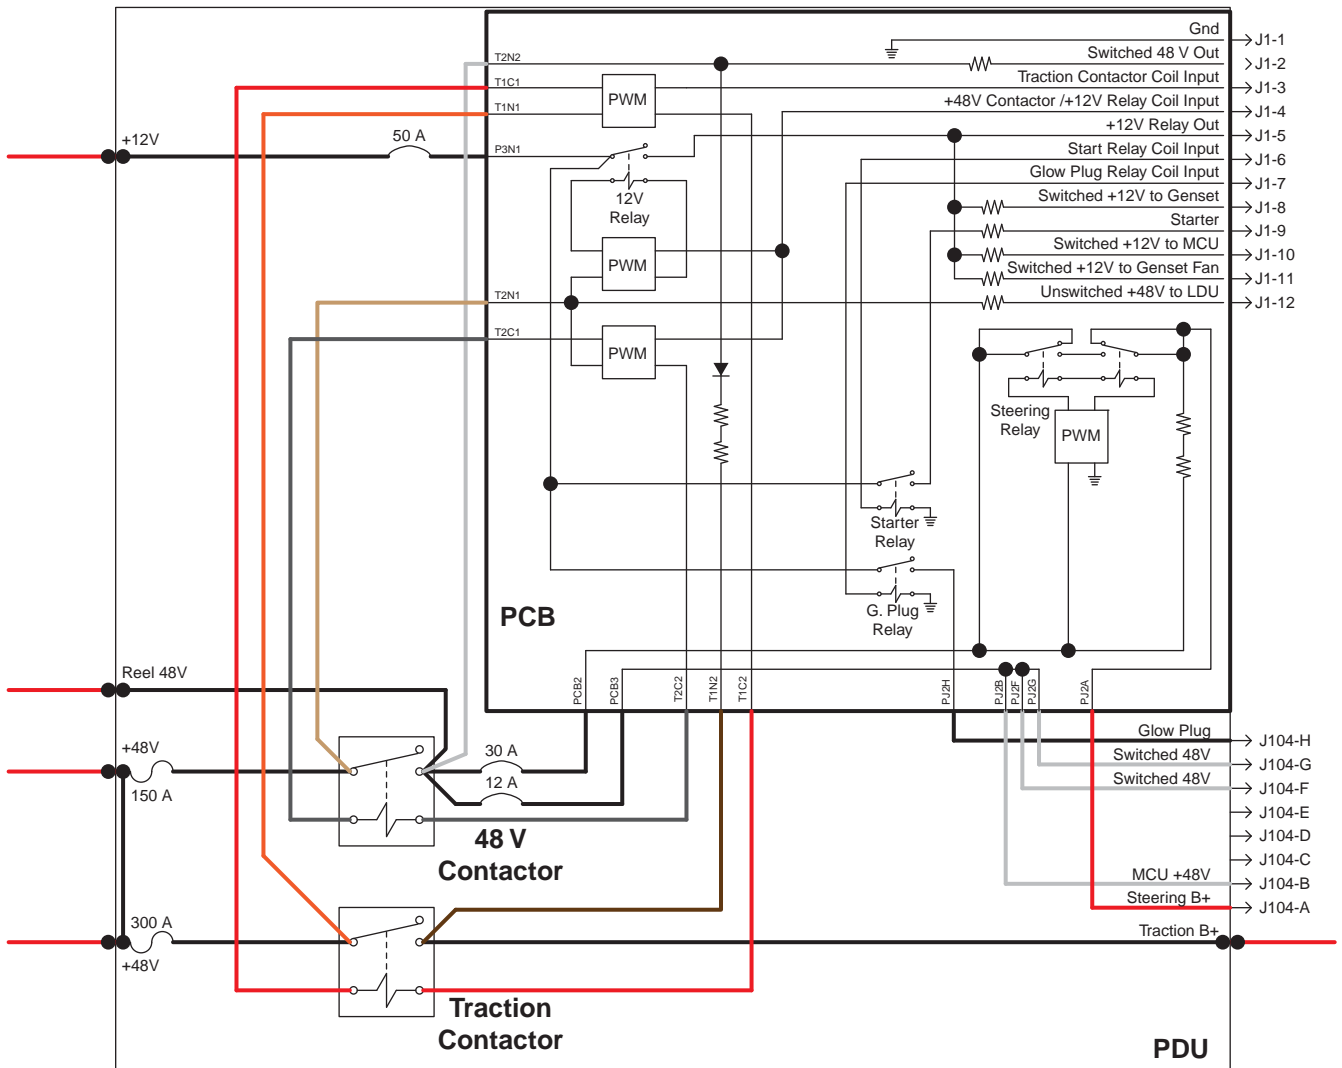 Gnd
J1-1
T2N2
Switched 48 V Out
J1-2
T1C1
PWM
Traction Contactor Coil Input
J1-3
T1N1
+48V Contactor /+12V Relay Coil Input
J1-4
+12V
50 A
P3N1
+12V Relay Out
J1-5
Start Relay Coil Input
J1-6
Glow Plug Relay Coil Input
J1-7
12V
Relay
Switched +12V to Genset
J1-8
Starter
J1-9
PWM
Switched +12V to MCU
J1-10
Switched +12V to Genset Fan
J1-11
T2N1
Unswitched +48V to LDU
J1-12
T2C1
PWM
Steering
Relay
PWM
Starter
Relay
G. Plug
Relay
PCB
Reel 48V
PCB2
PCB3
T2C2
T1N2
T1C2
PJ2H
PJ2B
PJ2F
PJ2G
PJ2A
+48V
150 A
30 A
12 A
48 V
Contactor
Glow Plug
J104-H
Switched 48V
J104-G
Switched 48V
J104-F
J104-E
J104-D
J104-C
MCU +48V
J104-B
Steering B+
J104-A
300 A
+48V
Traction B+
Traction
Contactor
PDU